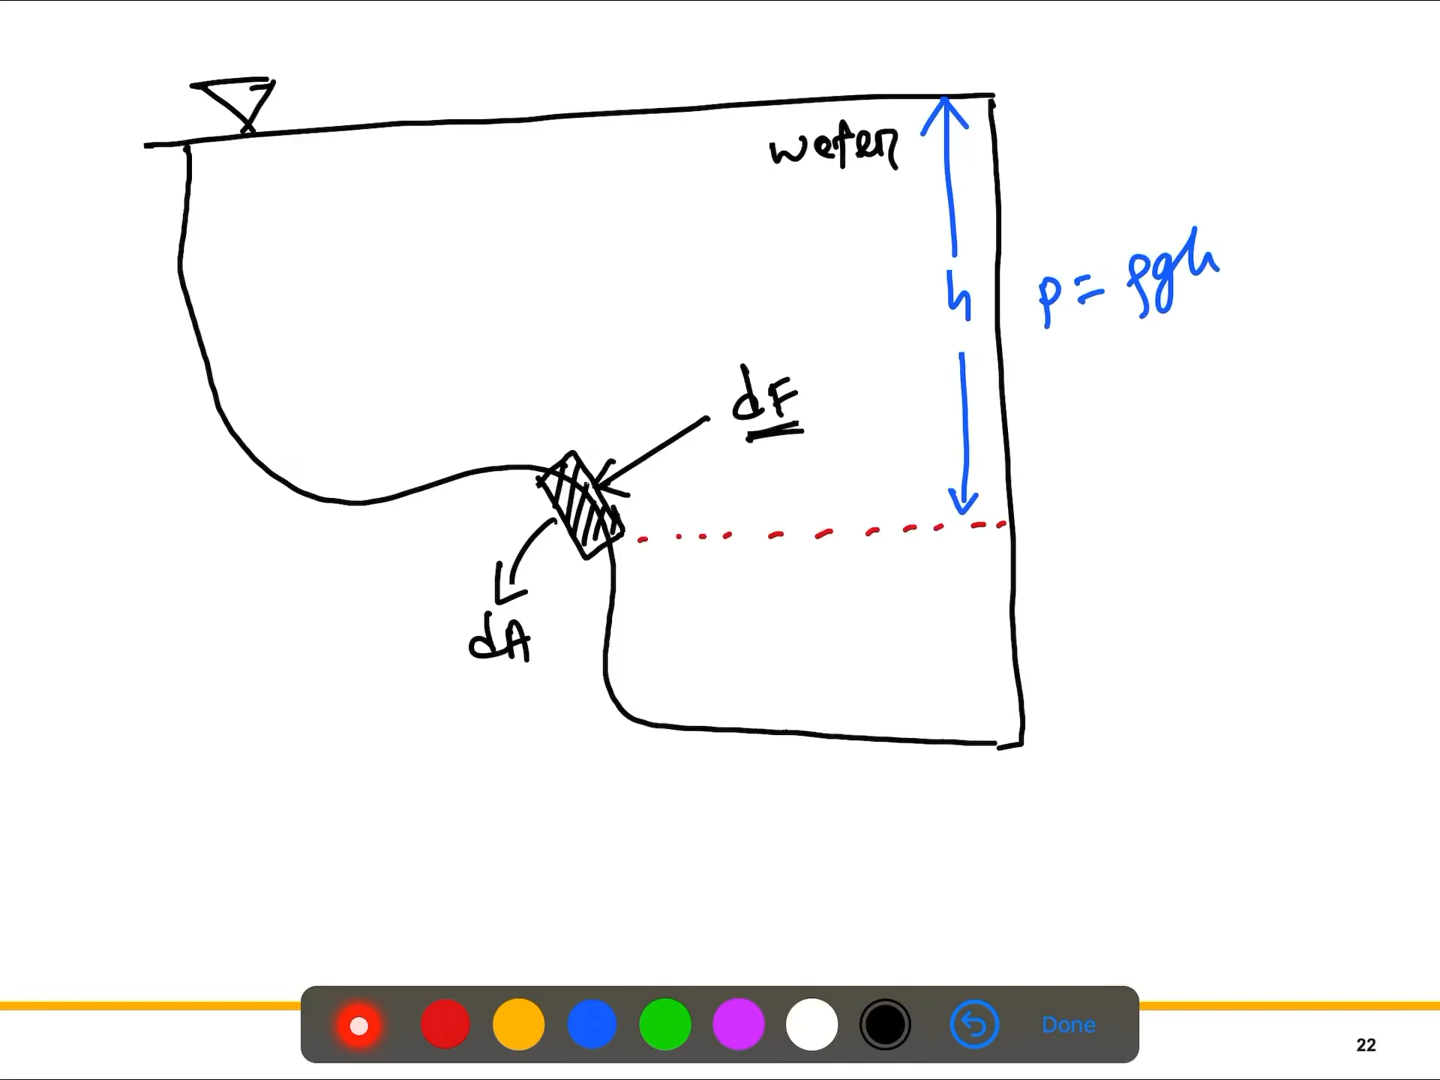 water
h
p = ρgh
dF
dA
Done
22